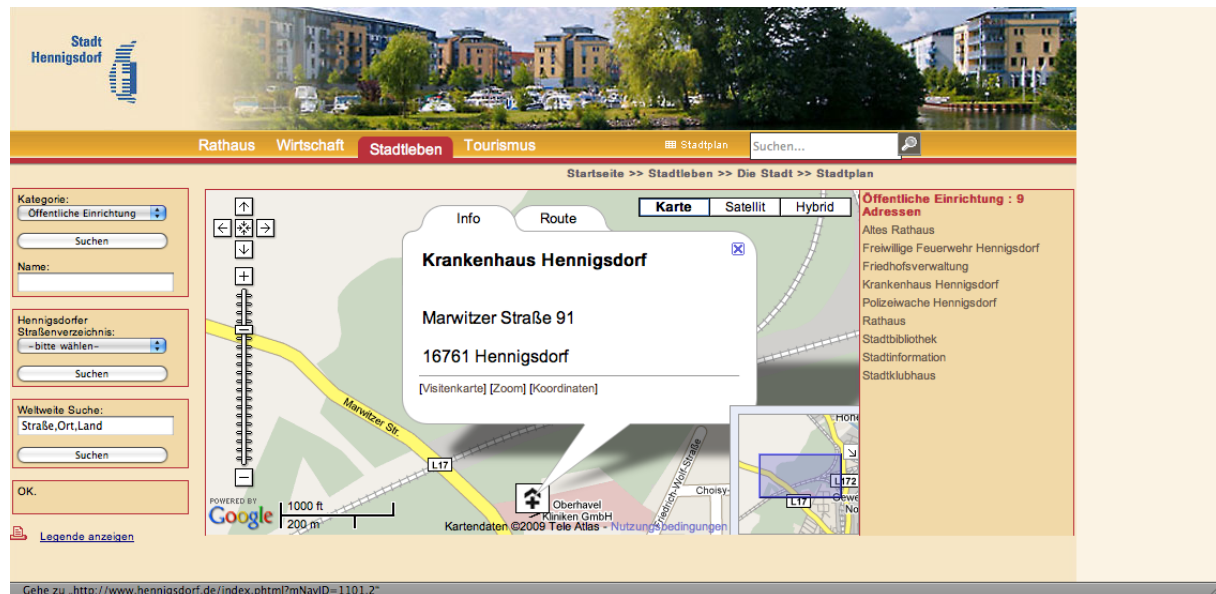 Stadt
Hennigsdorf
Rathaus Wirtschaft Stadtleben Tourismus Stadtplan Suchen...
Startseite >> Stadtleben >> Die Stadt >> Stadtplan
Kategorie:
Öffentliche Einrichtung
Suchen
Name:
Hennigsdorfer
Straßenverzeichnis:
-bitte wählen-
Suchen
Weltweite Suche:
Straße,Ort,Land
Suchen
OK.
Legende anzeigen
Karte Satellit Hybrid
Info Route
Krankenhaus Hennigsdorf
Marwitzer Straße 91
16761 Hennigsdorf
[Visitenkarte] [Zoom] [Koordinaten]
Marwitzer Str.
L17
Friedrich-Wolf-Straße
Choisy-
Oberhavel
Kliniken GmbH
POWERED BY
Google
1000 ft
200 m
Kartendaten ©2009 Tele Atlas - Nutzungsbedingungen
Hohe
L172
L17
Gewe
No
Öffentliche Einrichtung : 9
Adressen
Altes Rathaus
Freiwillige Feuerwehr Hennigsdorf
Friedhofsverwaltung
Krankenhaus Hennigsdorf
Polizeiwache Hennigsdorf
Rathaus
Stadtbibliothek
Stadtinformation
Stadtklubhaus
Gehe zu „http://www.hennigsdorf.de/index.phtml?mNavID=1101.2“